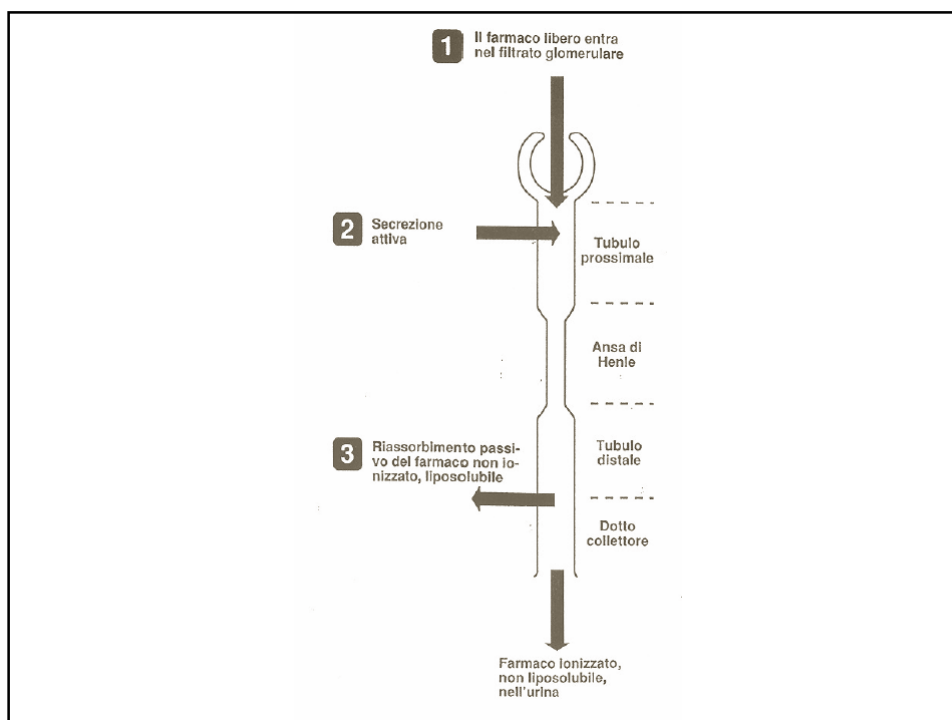 1 Il farmaco libero entra
nel filtrato glomerulare
2 Secrezione
attiva
Tubulo
prossimale
Ansa di
Henle
3 Riassorbimento passi-
vo del farmaco non io-
nizzato, liposolubile
Tubulo
distale
Dotto
collettore
Farmaco ionizzato,
non liposolubile,
nell'urina